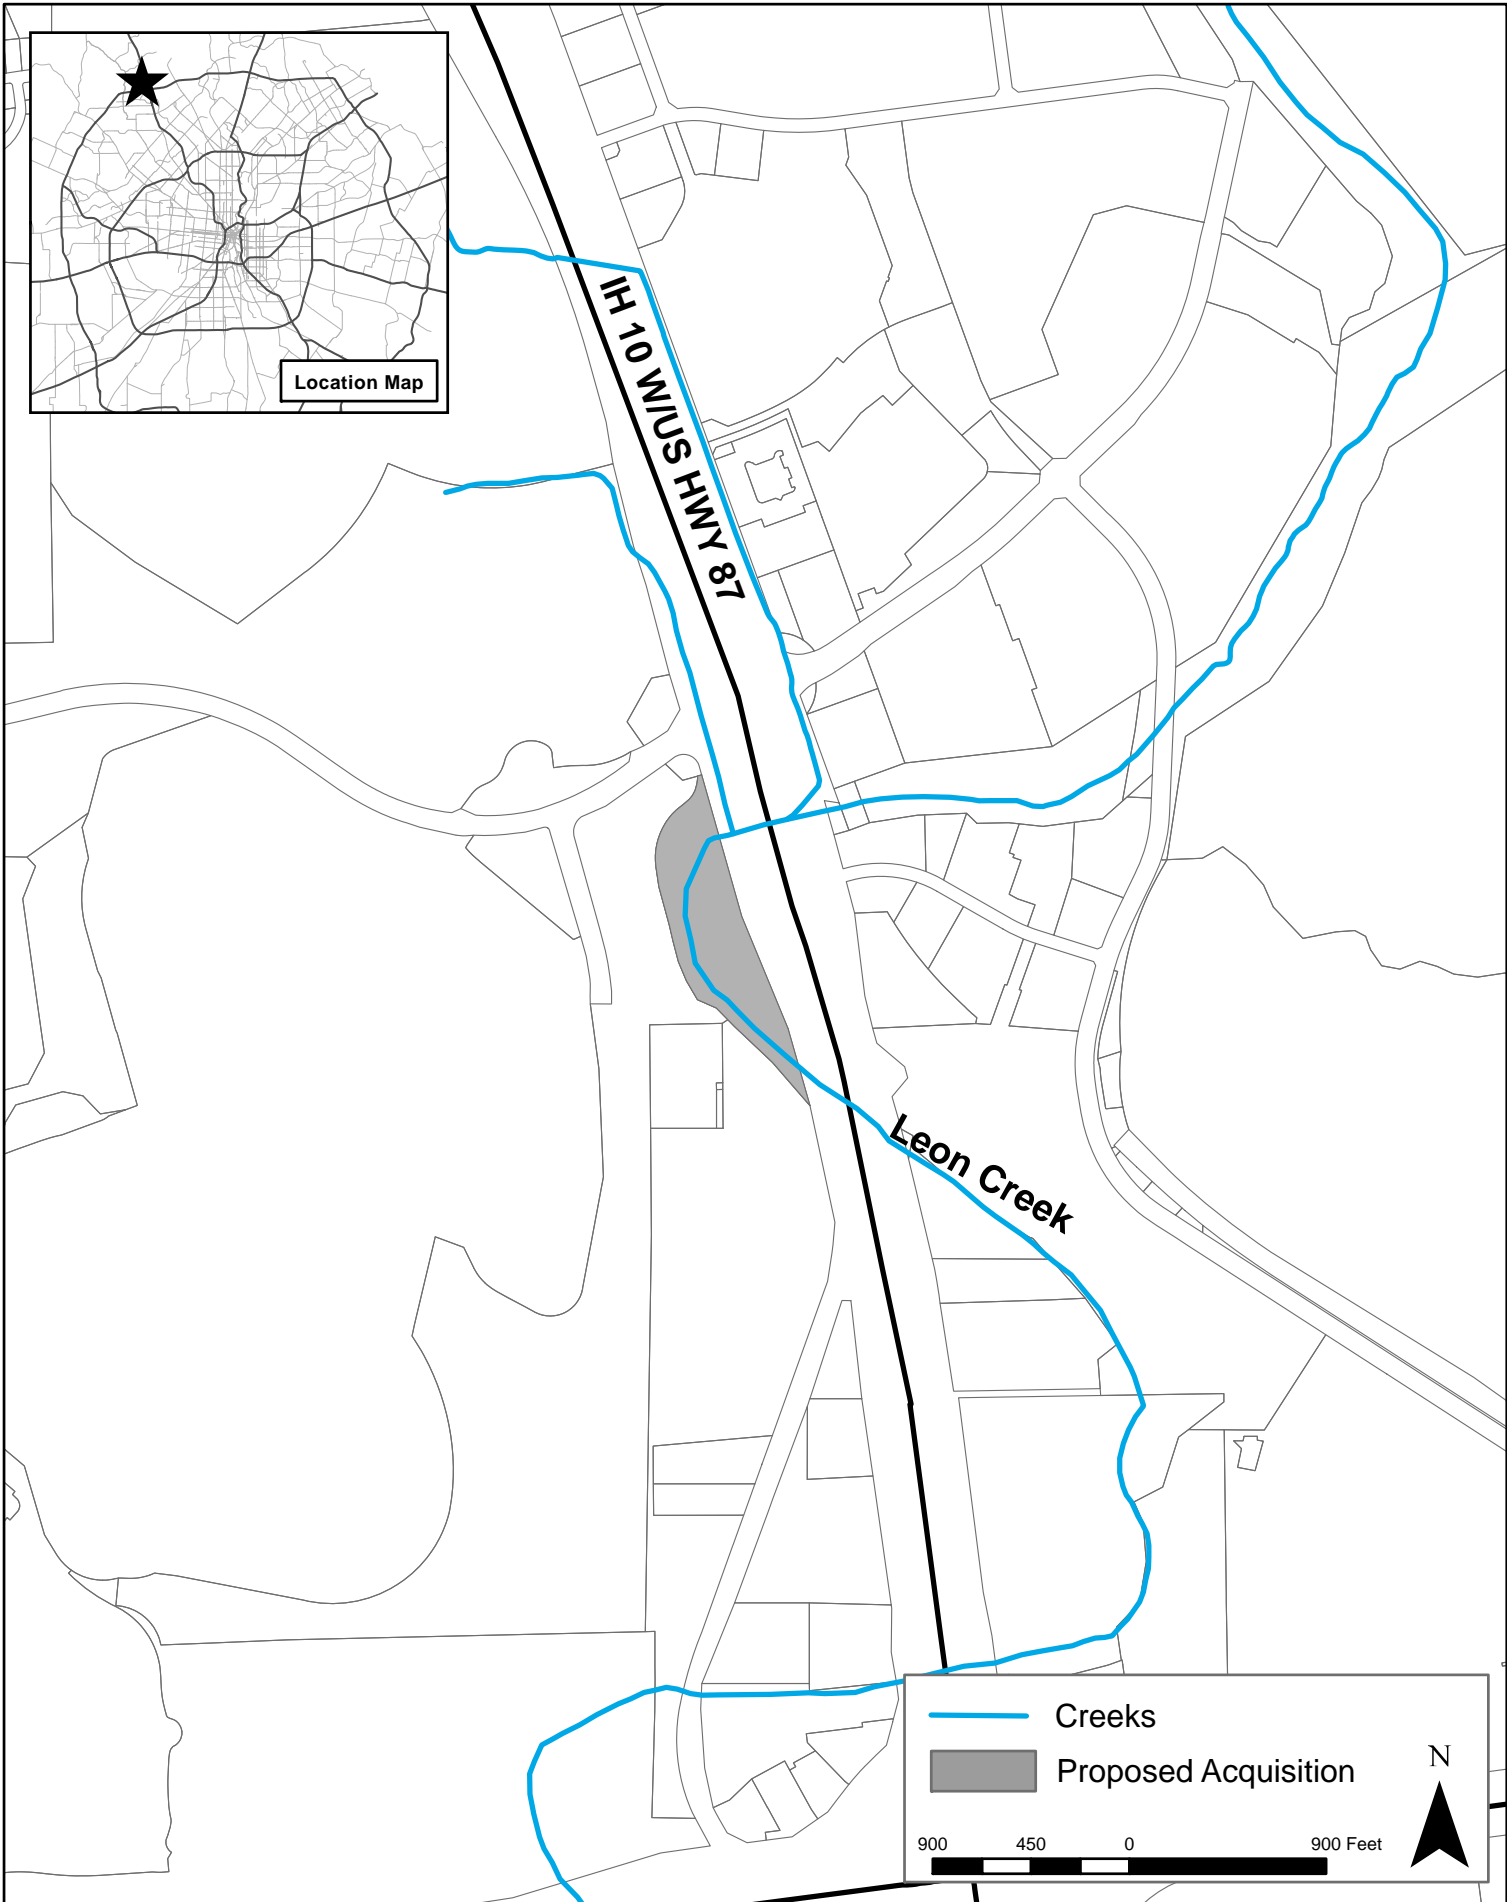 Location Map
IH 10 W/US HWY 87
Leon Creek
Creeks
Proposed Acquisition
N
900 450 0 900 Feet